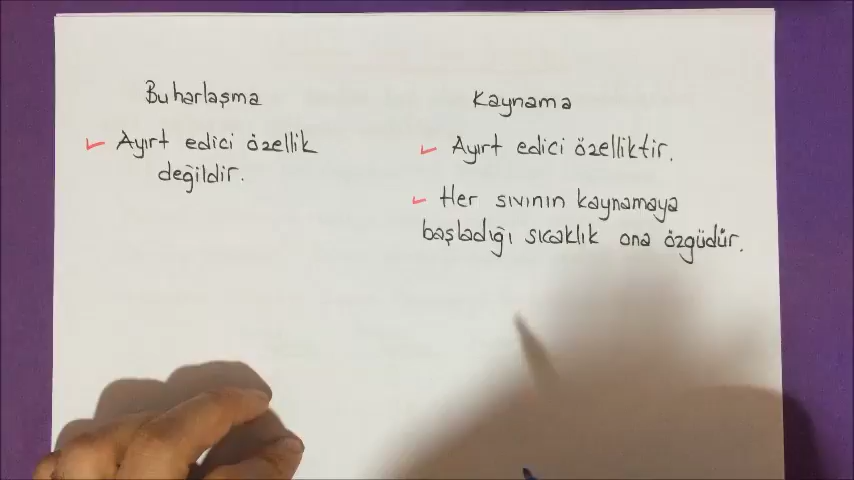 Buharlaşma
Ayırt edici özellik
değildir.
Kaynama
Ayırt edici özelliktir.
Her sıvının kaynamaya
başladığı sıcaklık ona özgüdür.